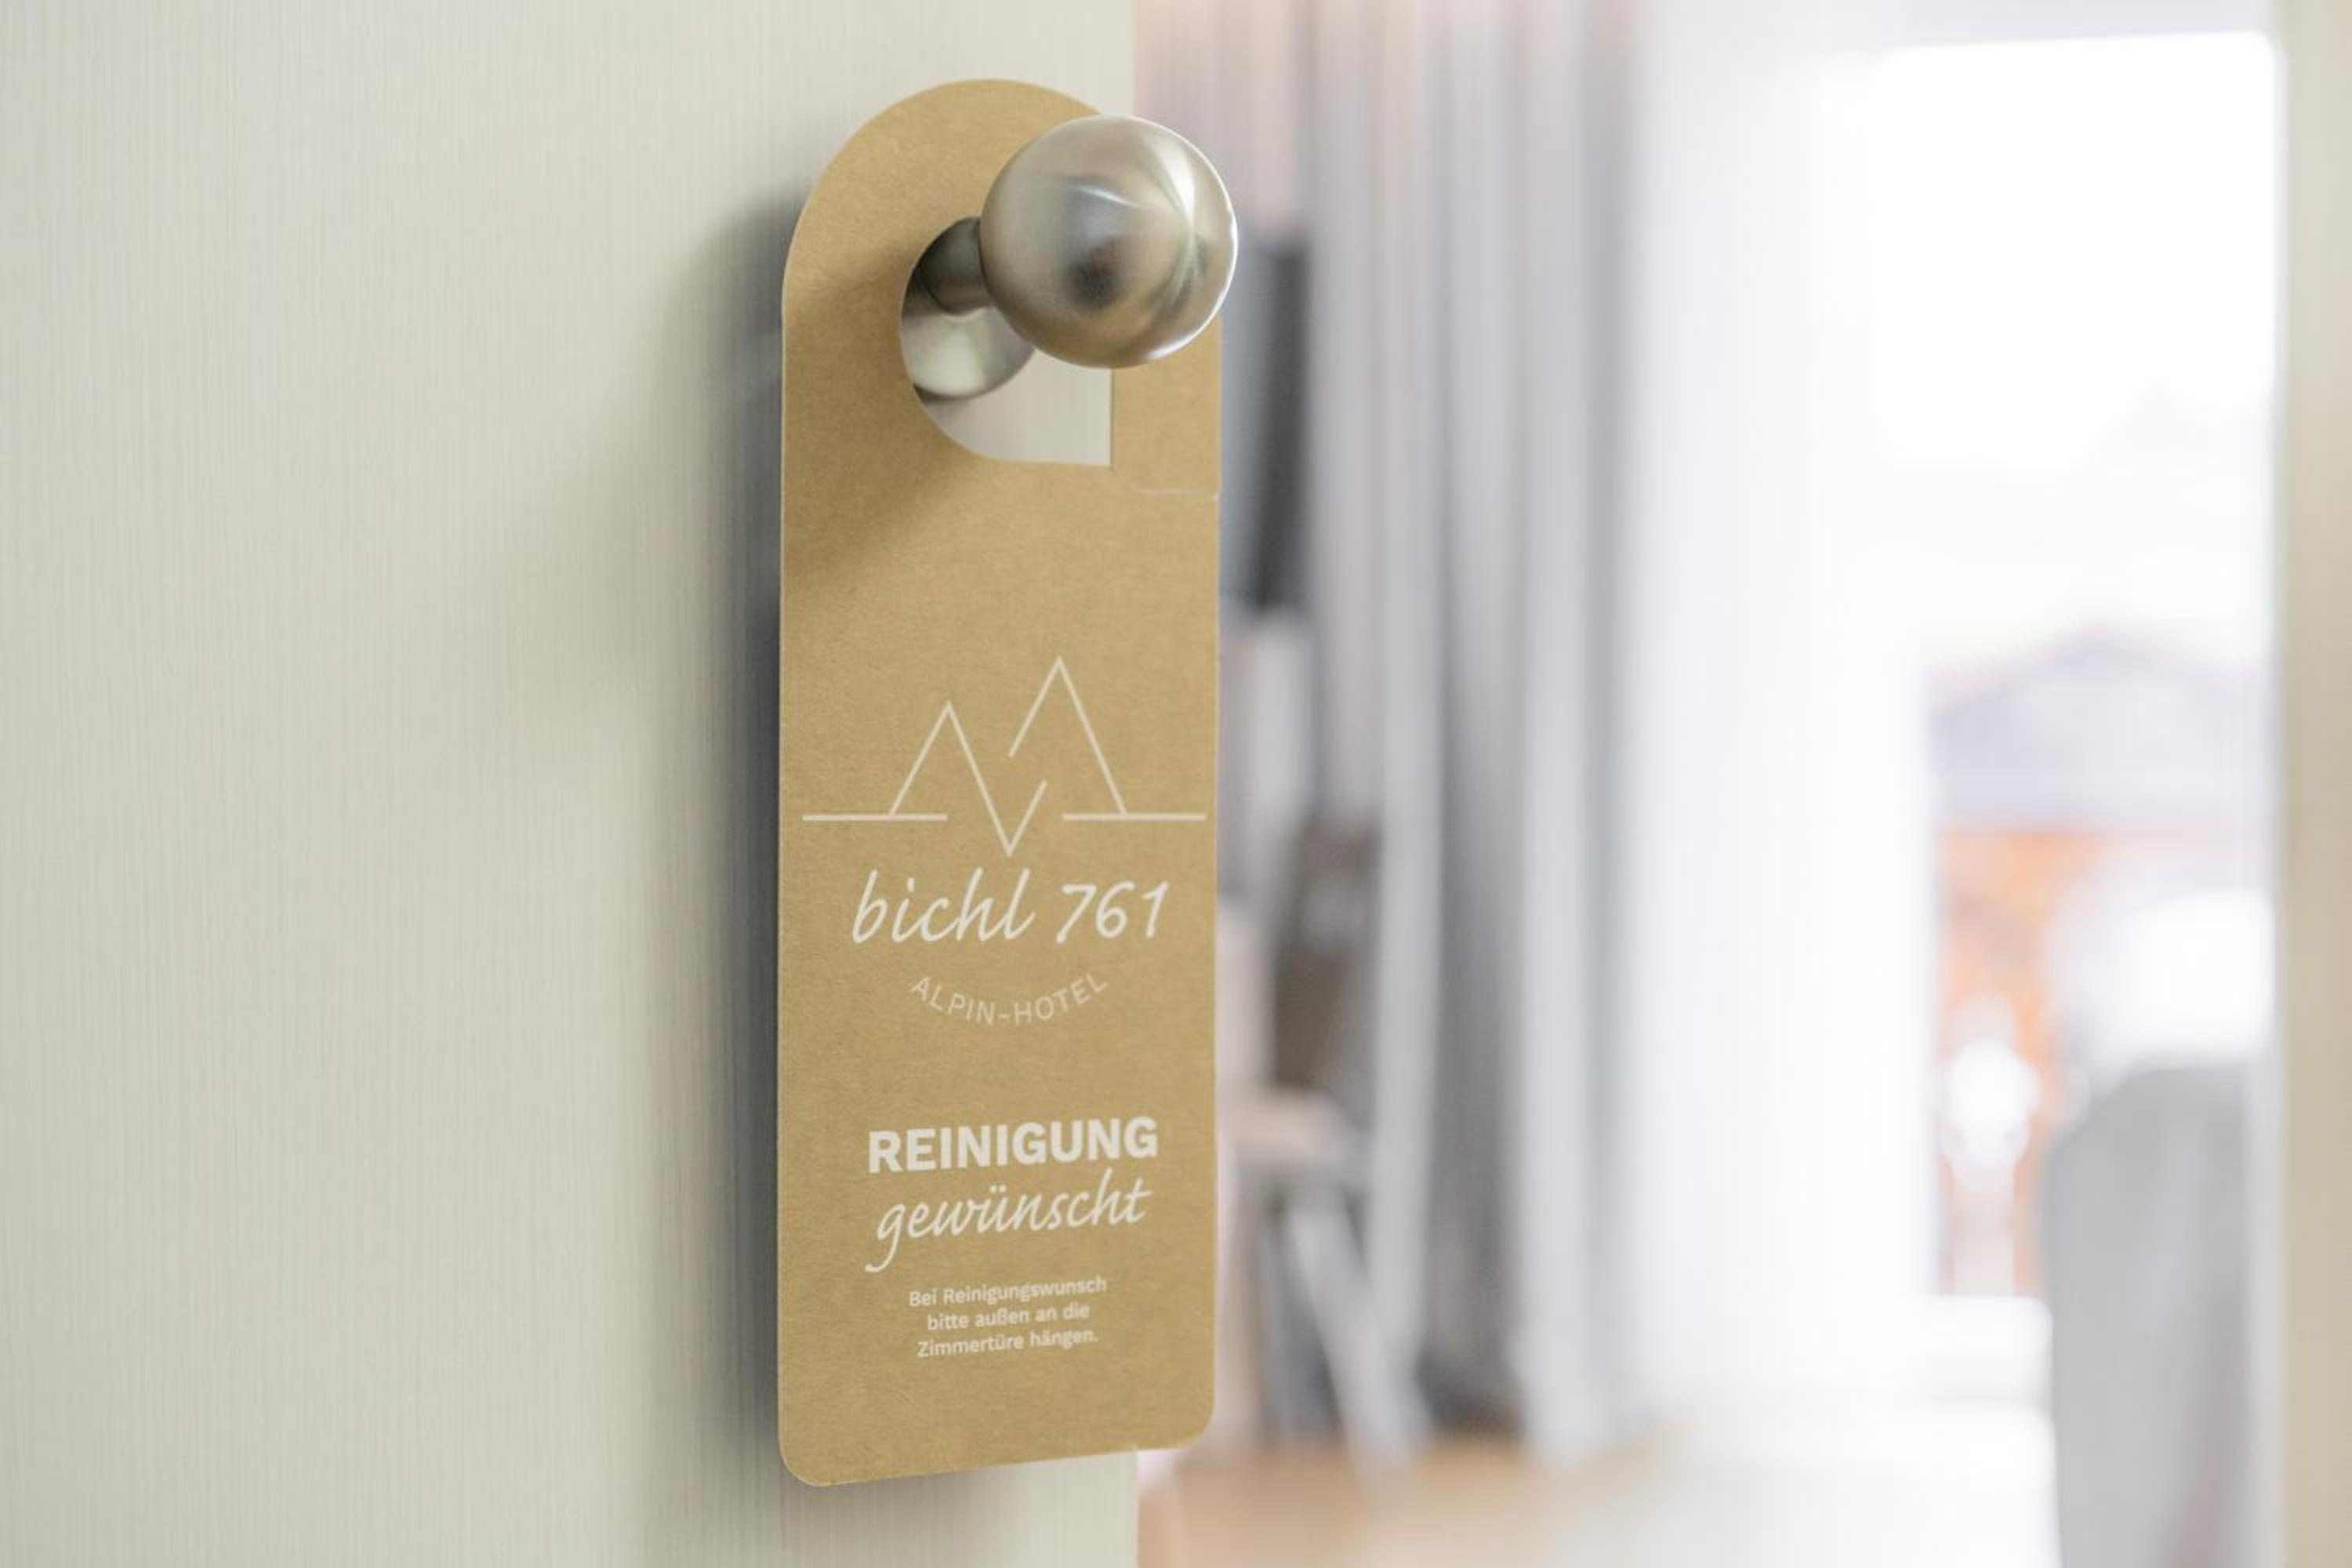 bichl 761
ALPIN-HOTEL
REINIGUNG
gewünscht
Bei Reinigungswunsch
bitte außen an die
Zimmertüre hängen.